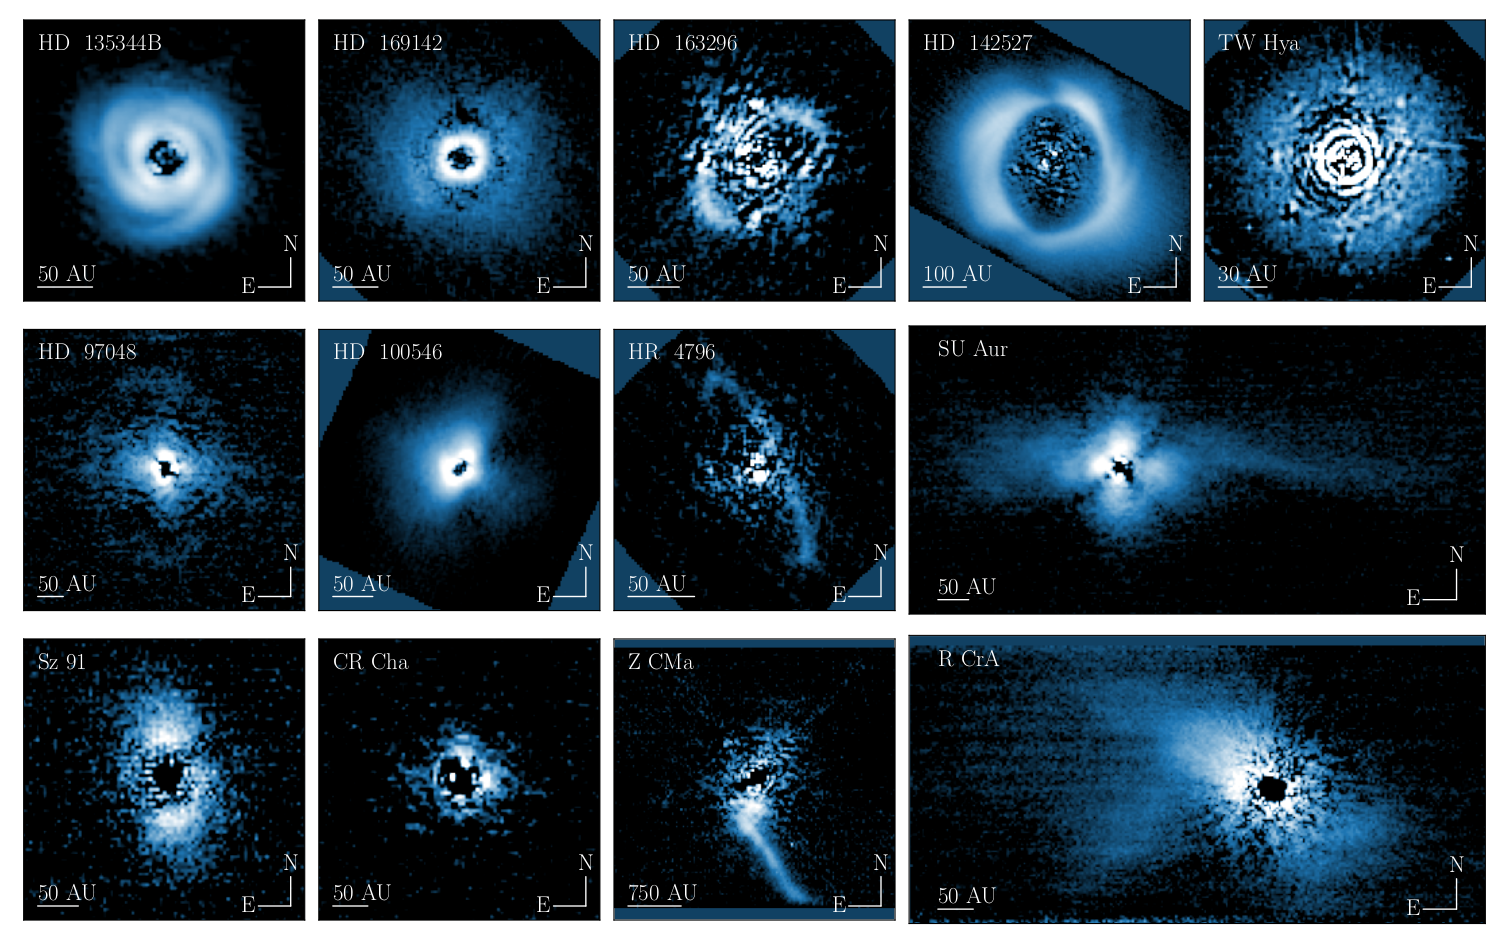 HD 135344B
N
50 AU
E
HD 169142
N
50 AU
E
HD 163296
N
50 AU
E
HD 142527
N
100 AU
E
TW Hya
N
30 AU
E
HD 97048
N
50 AU
E
HD 100546
N
50 AU
E
HR 4796
N
50 AU
E
SU Aur
N
50 AU
E
Sz 91
N
50 AU
E
CR Cha
N
50 AU
E
Z CMa
N
750 AU
E
R CrA
N
50 AU
E